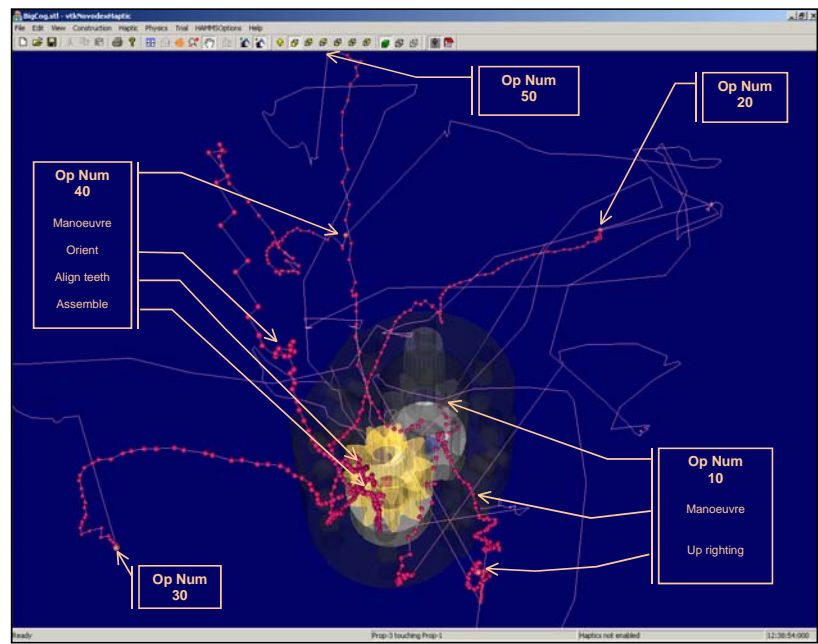 BigCog.stl - vtkNovodexHaptic
File Edit View Construction Haptic Physics Trial HAMMSOptions Help
Op Num
50
Op Num
20
Op Num
40
Manoeuvre
Orient
Align teeth
Assemble
Op Num
10
Manoeuvre
Up righting
Op Num
30
Ready
Prop-3 touching Prop-1
Haptics not enabled
12:38:54:000